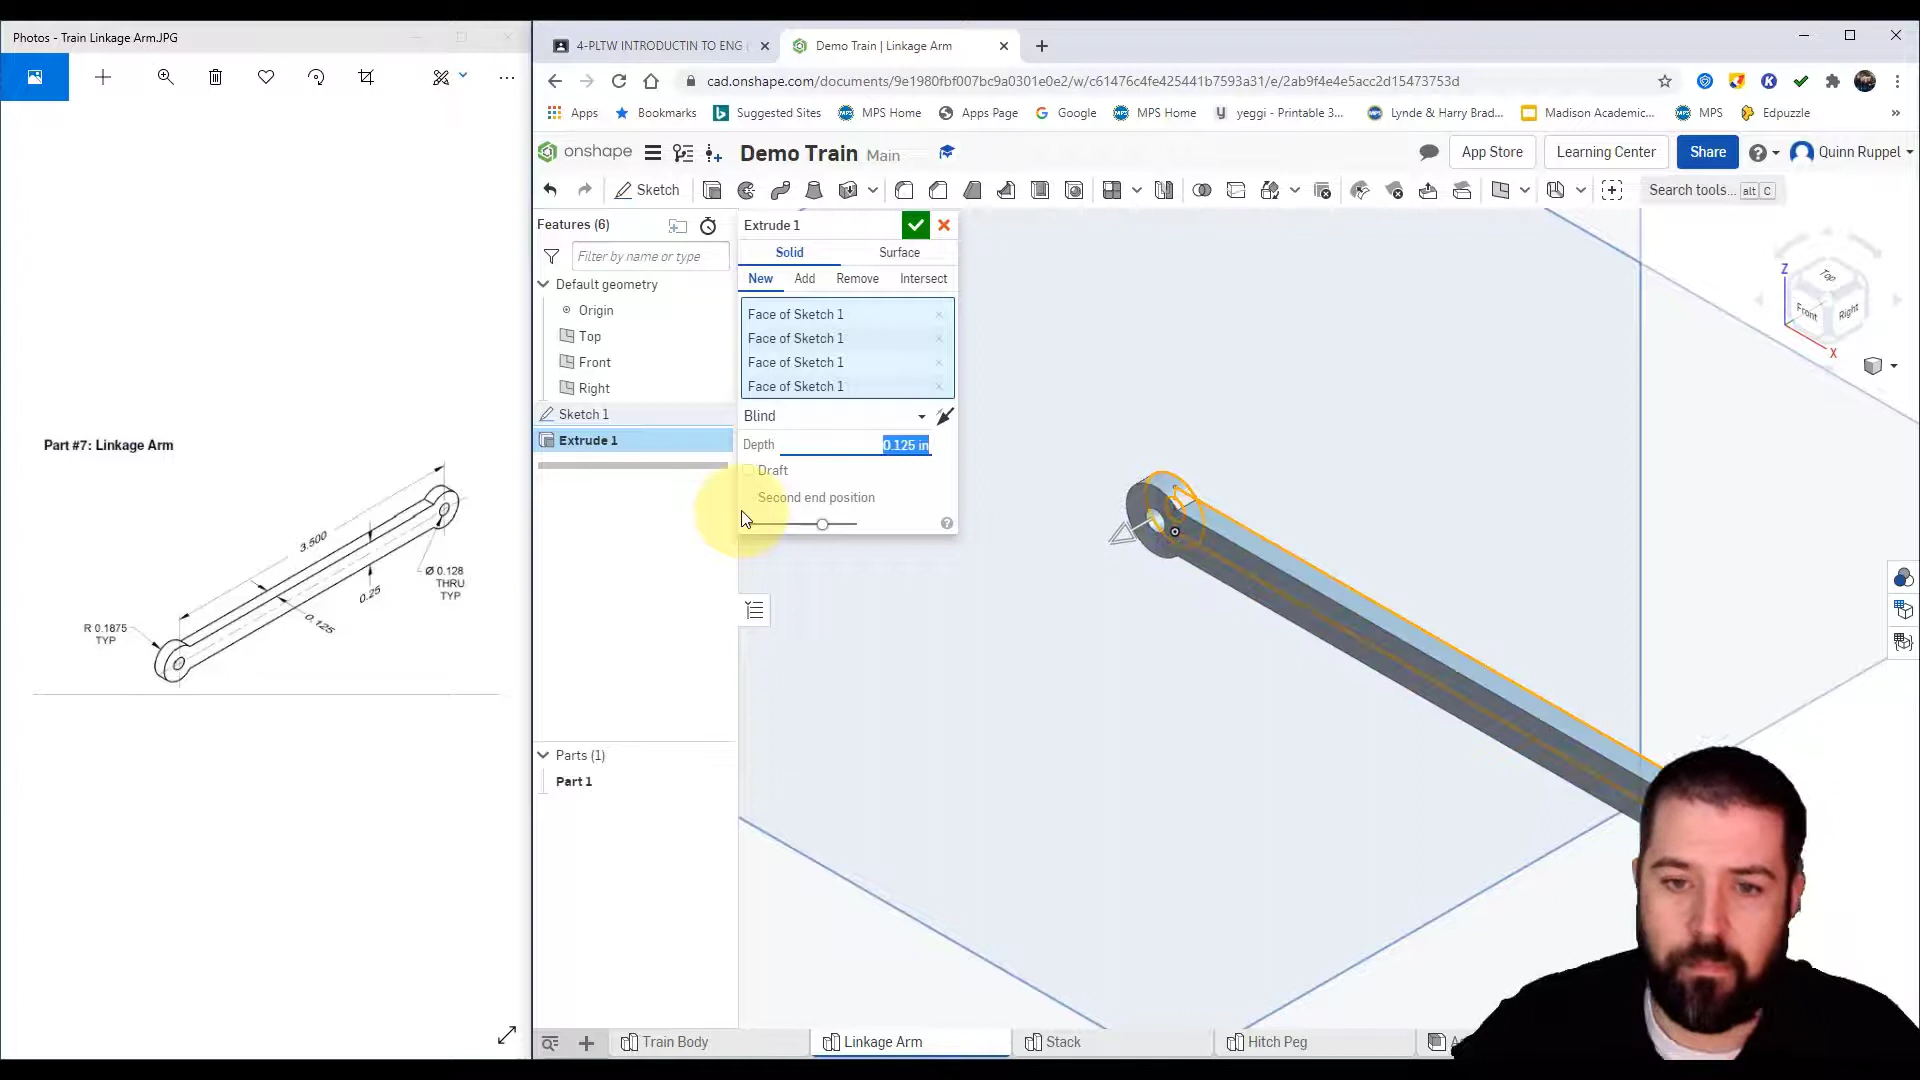 Photos - Train Linkage Arm.JPG
Part #7: Linkage Arm
3.500
Ø 0.128
THRU
TYP
0.25
0.125
R 0.1875
TYP
4-PLTW INTRODUCTIN TO ENG
Demo Train | Linkage Arm
cad.onshape.com/documents/9e1980fbf007bc9a0301e0e2/w/c61476c4fe425441b7593a31/e/2ab9f4e4e5acc2d15473753d
Apps Bookmarks Suggested Sites MPS Home Apps Page Google MPS Home yeggi - Printable 3... Lynde & Harry Brad... Madison Academic... MPS Edpuzzle
onshape Demo Train Main App Store Learning Center Share Quinn Ruppel
Sketch Search tools... alt C
Features (6)
Filter by name or type
Default geometry
Origin
Top
Front
Right
Sketch 1
Extrude 1
Parts (1)
Part 1
Extrude 1
Solid Surface
New Add Remove Intersect
Face of Sketch 1
Face of Sketch 1
Face of Sketch 1
Face of Sketch 1
Blind
Depth 0.125 in
Draft
Second end position
Z
Top
Front
Right
X
Train Body Linkage Arm Stack Hitch Peg